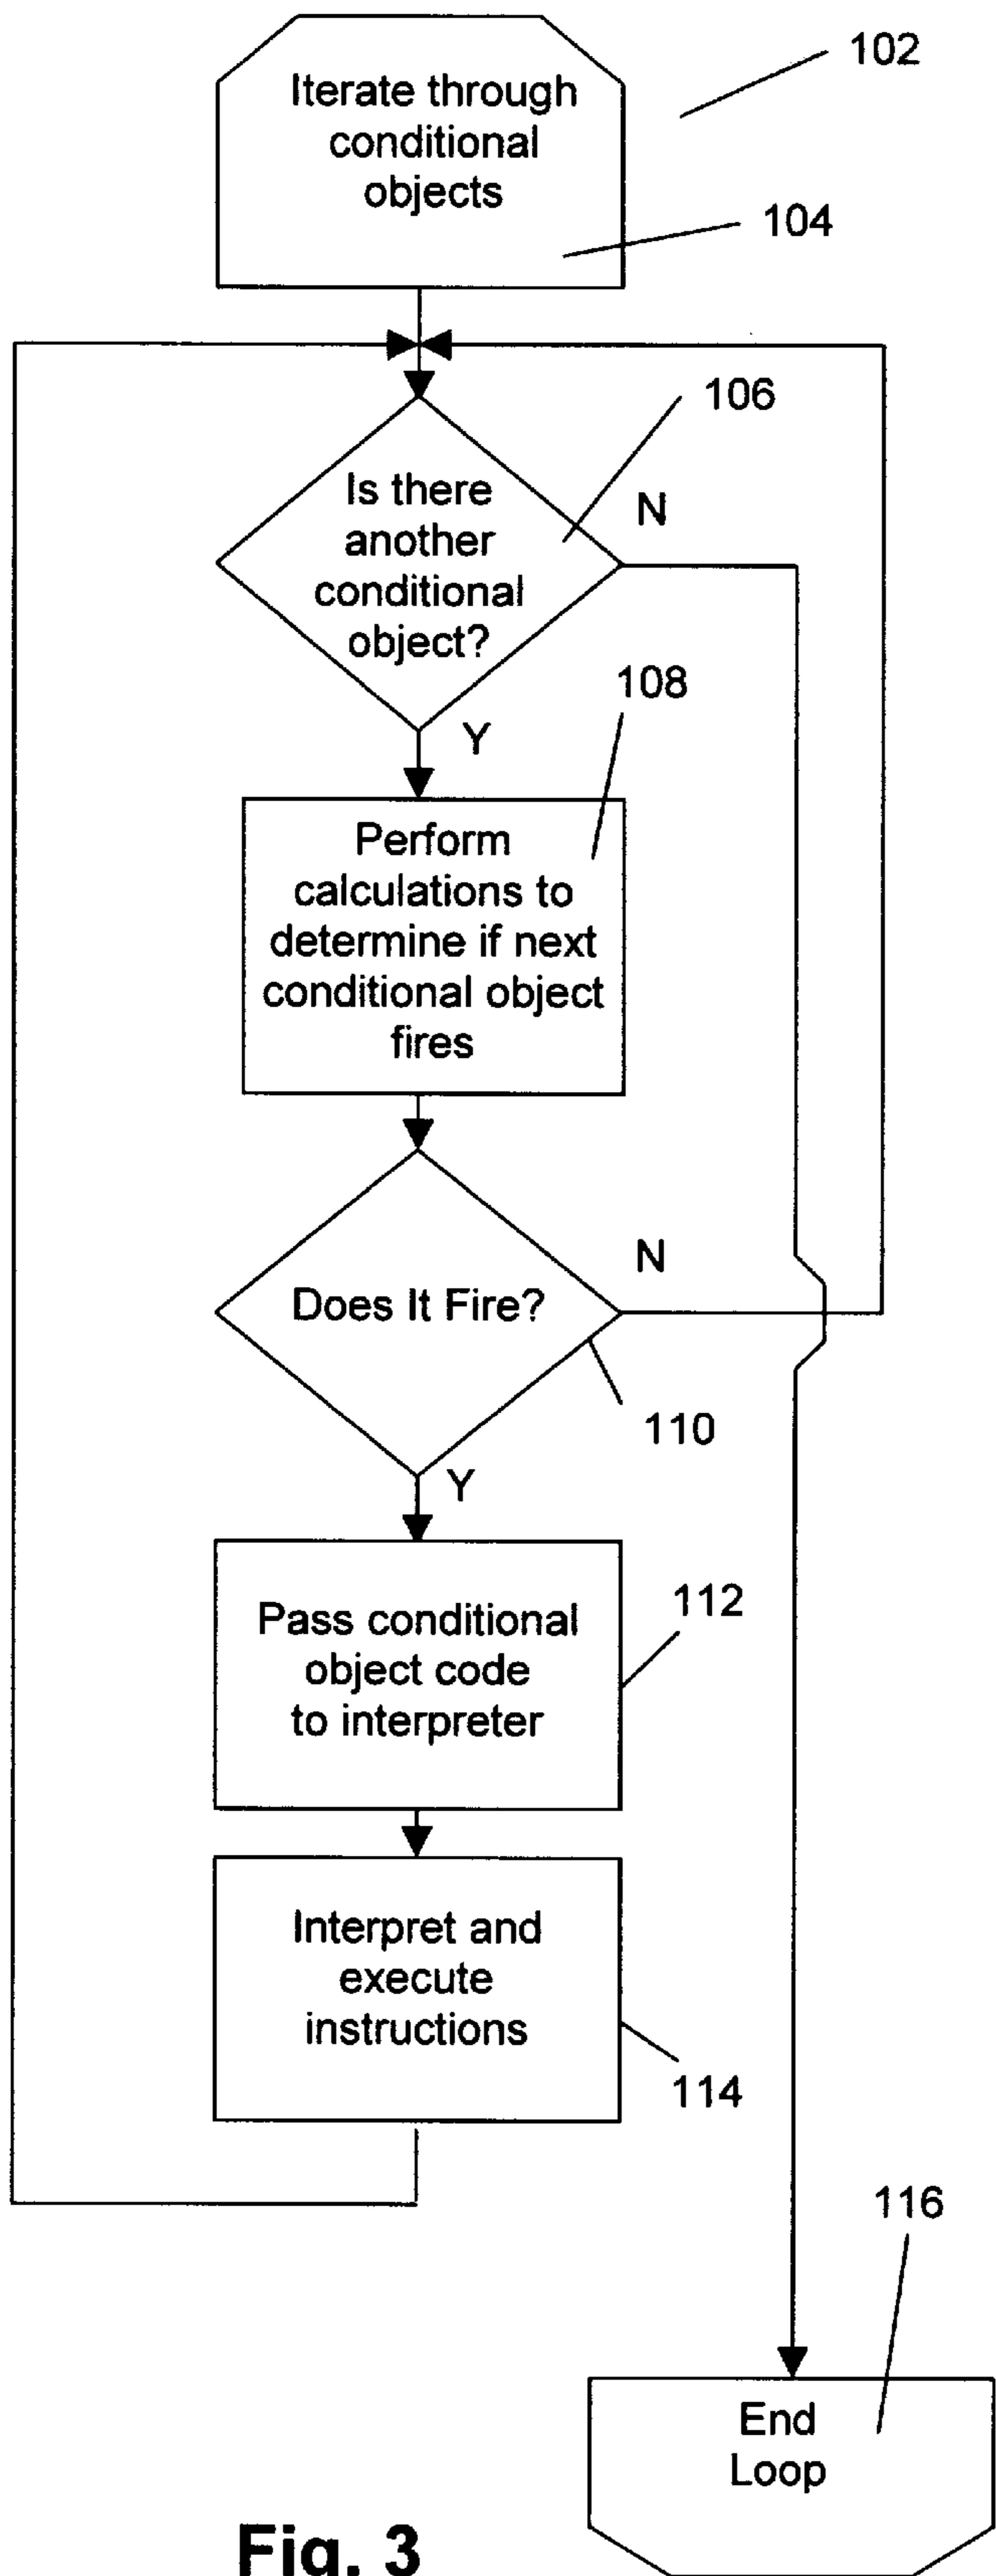 102
Iterate through
conditional
objects
104
106
Is there
another
conditional
object?
N
108
Y
Perform
calculations to
determine if next
conditional object
fires
N
Does It Fire?
110
Y
112
Pass conditional
object code
to interpreter
Interpret and
execute
instructions
114
116
End
Loop
Fig. 3